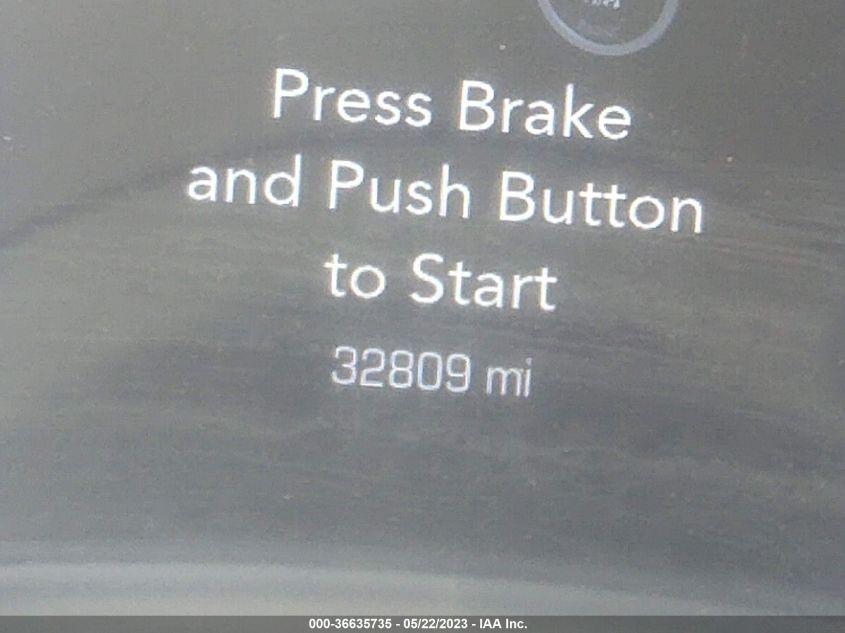 Press Brake
and Push Button
to Start
32809 mi
000-36635735 - 05/22/2023 - IAA Inc.